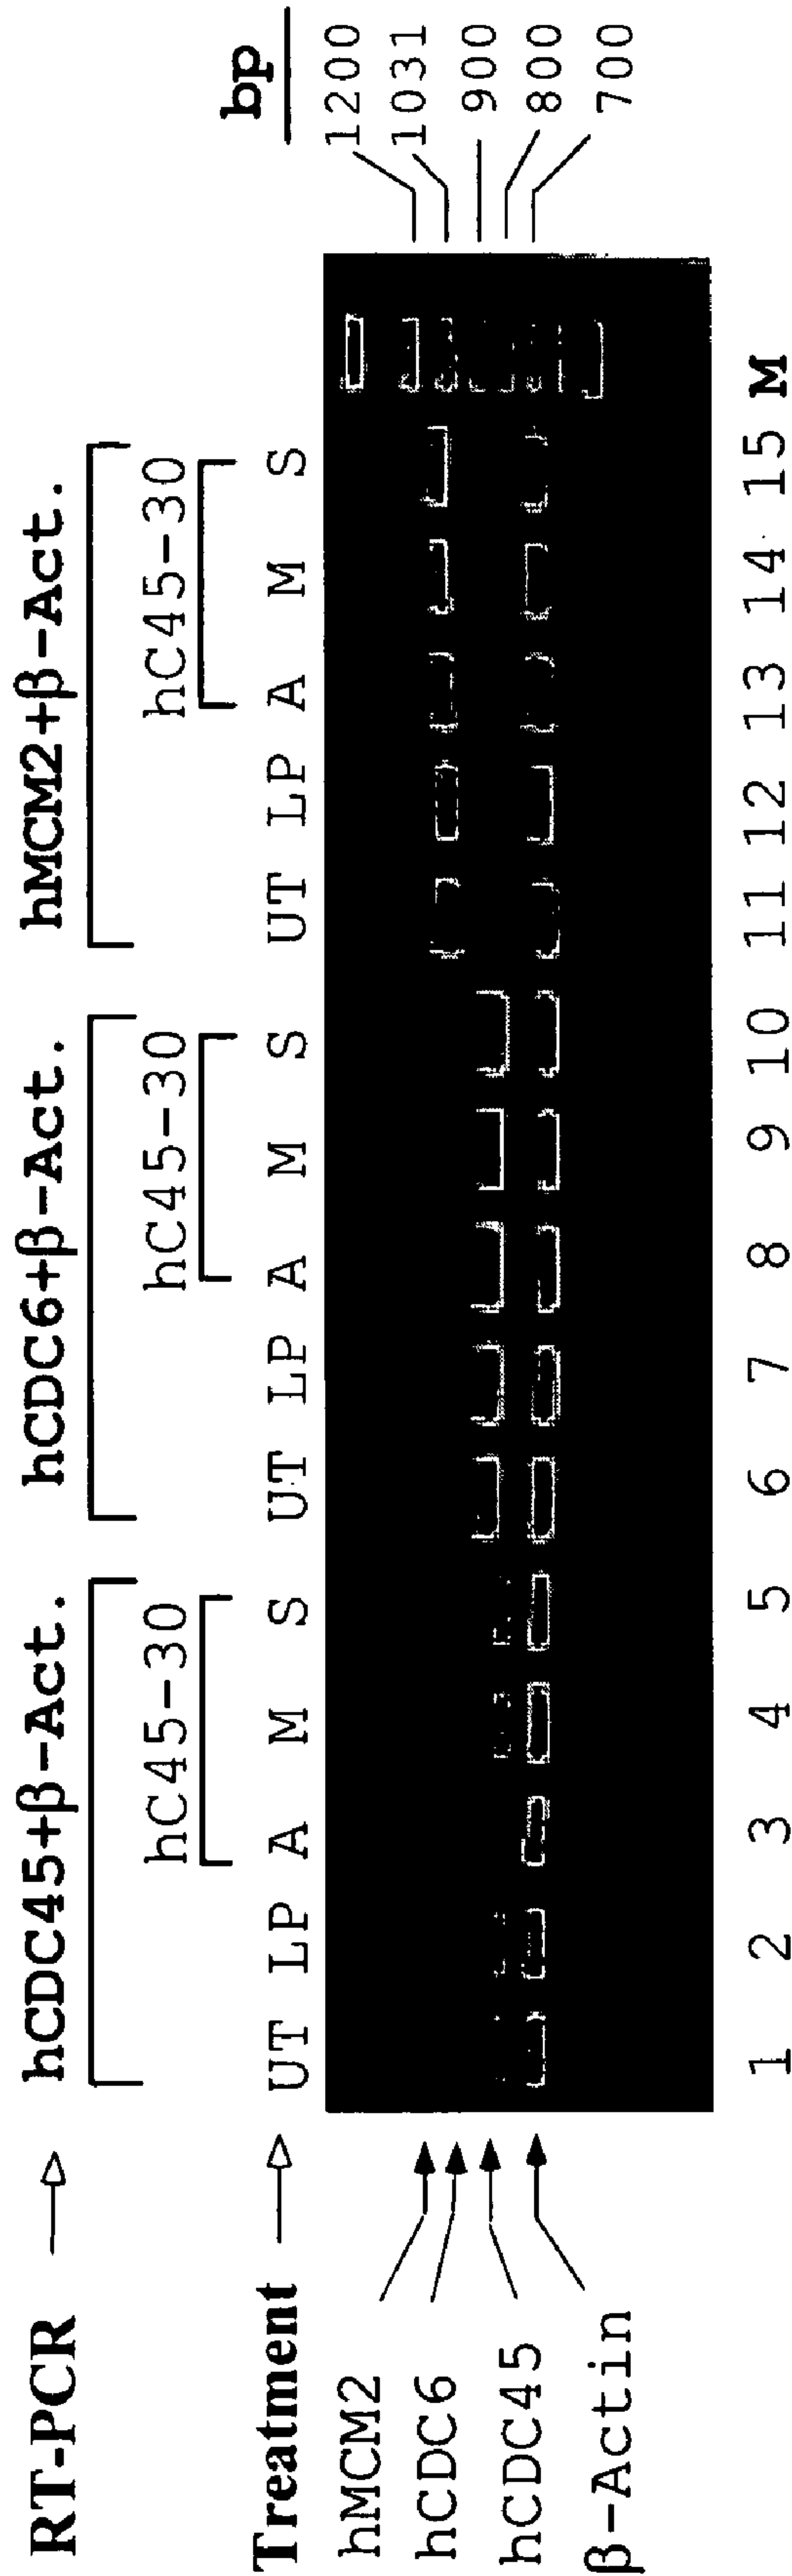 RT-PCR
hCDC45+β-Act. hCDC6+β-Act. hMCM2+β-Act.
hC45-30 hC45-30 hC45-30
bp
Treatment UT LP A M S UT LP A M S UT LP A M S
hMCM2 1200
hCDC6 1031
hCDC45 900
β-Actin 800
700
1 2 3 4 5 6 7 8 9 10 11 12 13 14 15 M